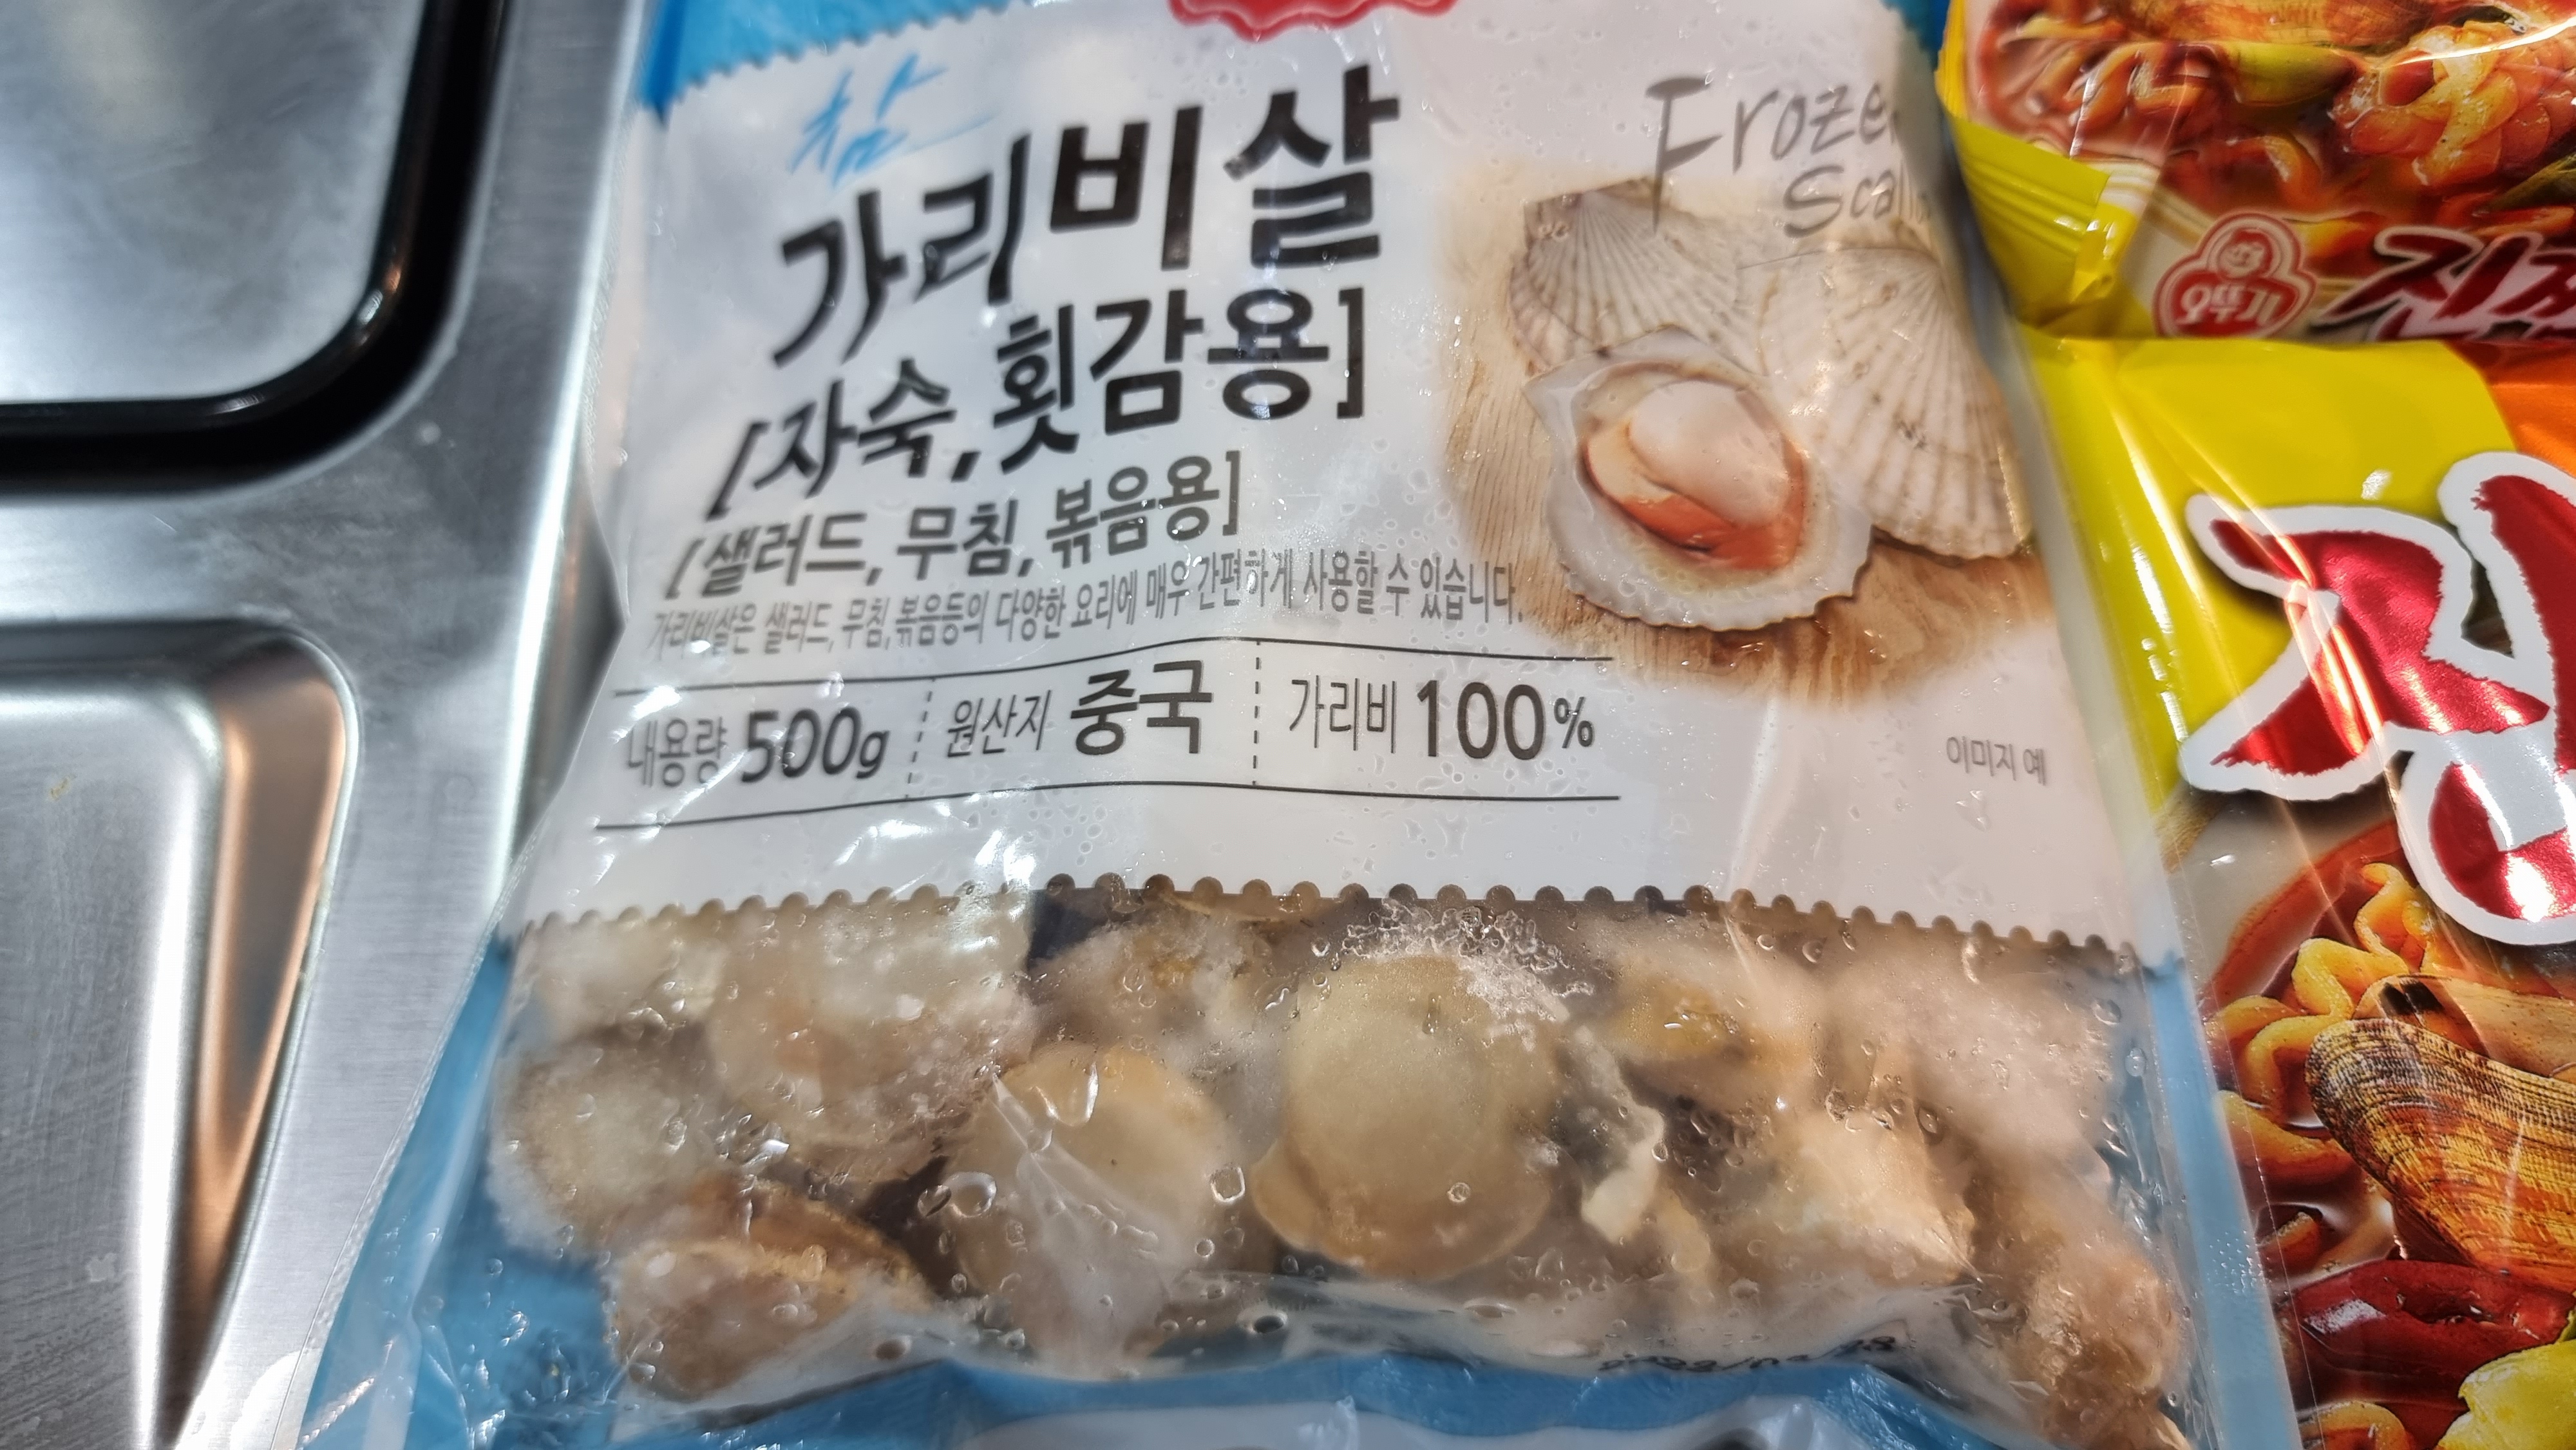 참
가리비살
[자숙, 횟감용]
[샐러드, 무침, 볶음용]
가리비살은 샐러드, 무침, 볶음등의 다양한 요리에 매우 간편하게 사용할 수 있습니다.
내용량 500g 원산지 중국 가리비 100%
이미지 예
오뚜기